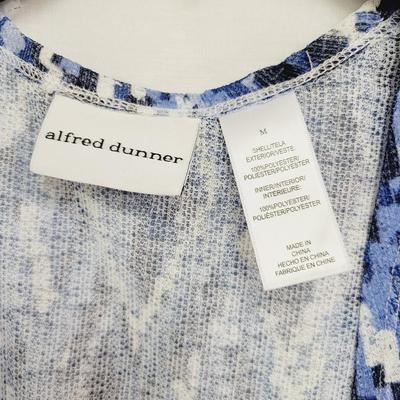 alfred dunner
M
SHELL/TELA
EXTERIOR/VESTE:
100%POLYESTER/
POLIÉSTER/POLYESTER
INNER/INTERIOR/
INTÉRIEURE:
100%POLYESTER/
POLIÉSTER/POLYESTER
MADE IN
CHINA
HECHO EN CHINA
FABRIQUE EN CHINE